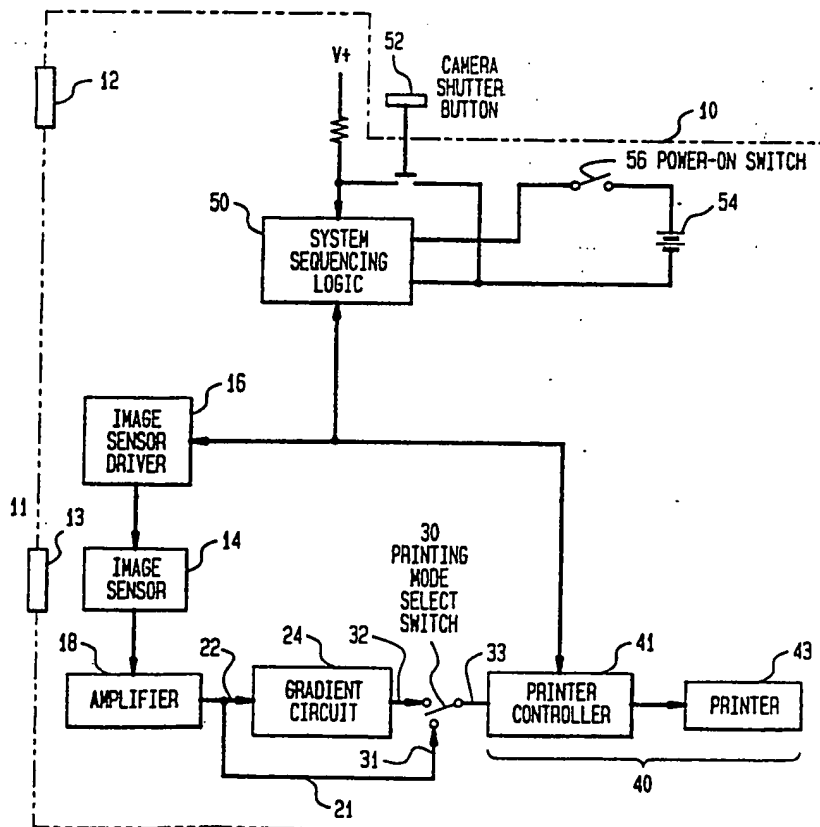 52
V+
CAMERA
SHUTTER
BUTTON
12
10
56 POWER-ON SWITCH
50
54
SYSTEM
SEQUENCING
LOGIC
16
IMAGE
SENSOR
DRIVER
11
13
14
IMAGE
SENSOR
30
PRINTING
MODE
SELECT
SWITCH
18
22
24
32
33
41
43
AMPLIFIER
GRADIENT
CIRCUIT
PRINTER
CONTROLLER
PRINTER
31
21
40